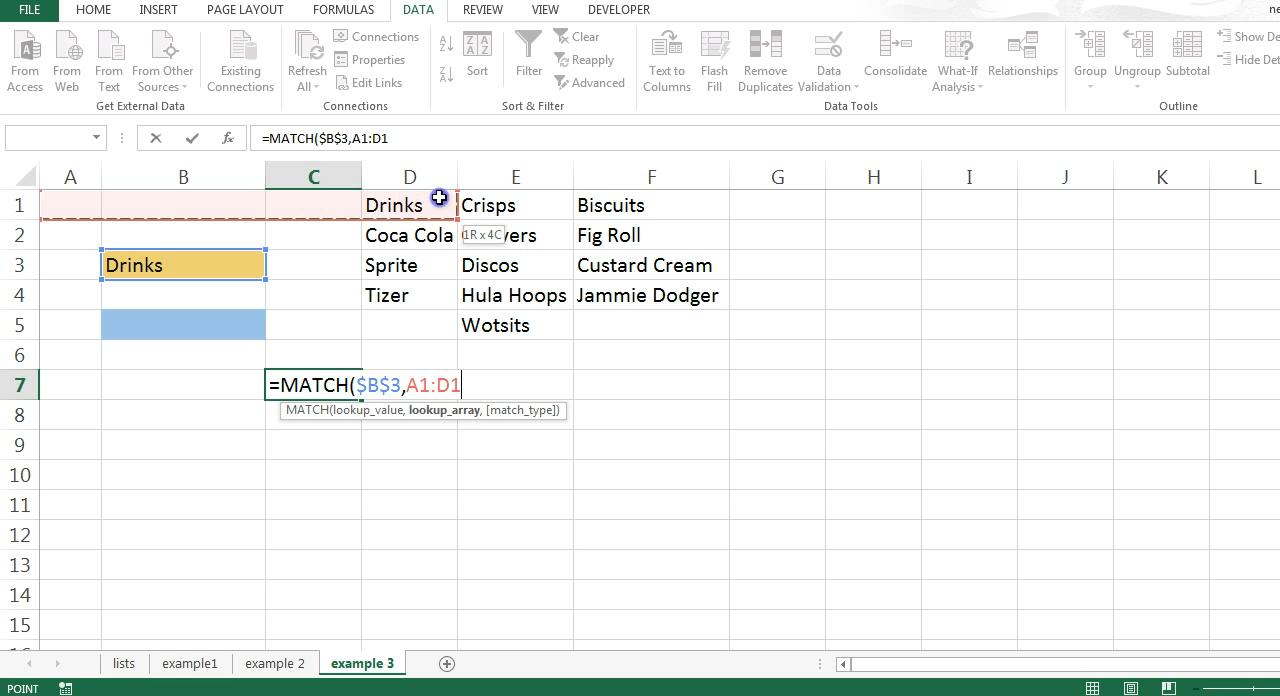 FILE HOME INSERT PAGE LAYOUT FORMULAS DATA REVIEW VIEW DEVELOPER
From Access
From Web
From Text
From Other Sources
Existing Connections
Get External Data
Refresh All
Connections
Properties
Edit Links
Connections
Sort
Filter
Clear
Reapply
Advanced
Sort & Filter
Text to Columns
Flash Fill
Remove Duplicates
Data Validation
Consolidate
What-If Analysis
Relationships
Data Tools
Group
Ungroup
Subtotal
Show De
Hide Det
Outline
fx =MATCH($B$3,A1:D1
A B C D E F G H I J K L
1 Drinks Crisps Biscuits
2 Coca Cola Fig Roll
1R x 4C
3 Drinks Sprite Discos Custard Cream
4 Tizer Hula Hoops Jammie Dodger
5 Wotsits
6
7 =MATCH($B$3,A1:D1
MATCH(lookup_value, lookup_array, [match_type])
8
9
10
11
12
13
14
15
lists example1 example 2 example 3
POINT